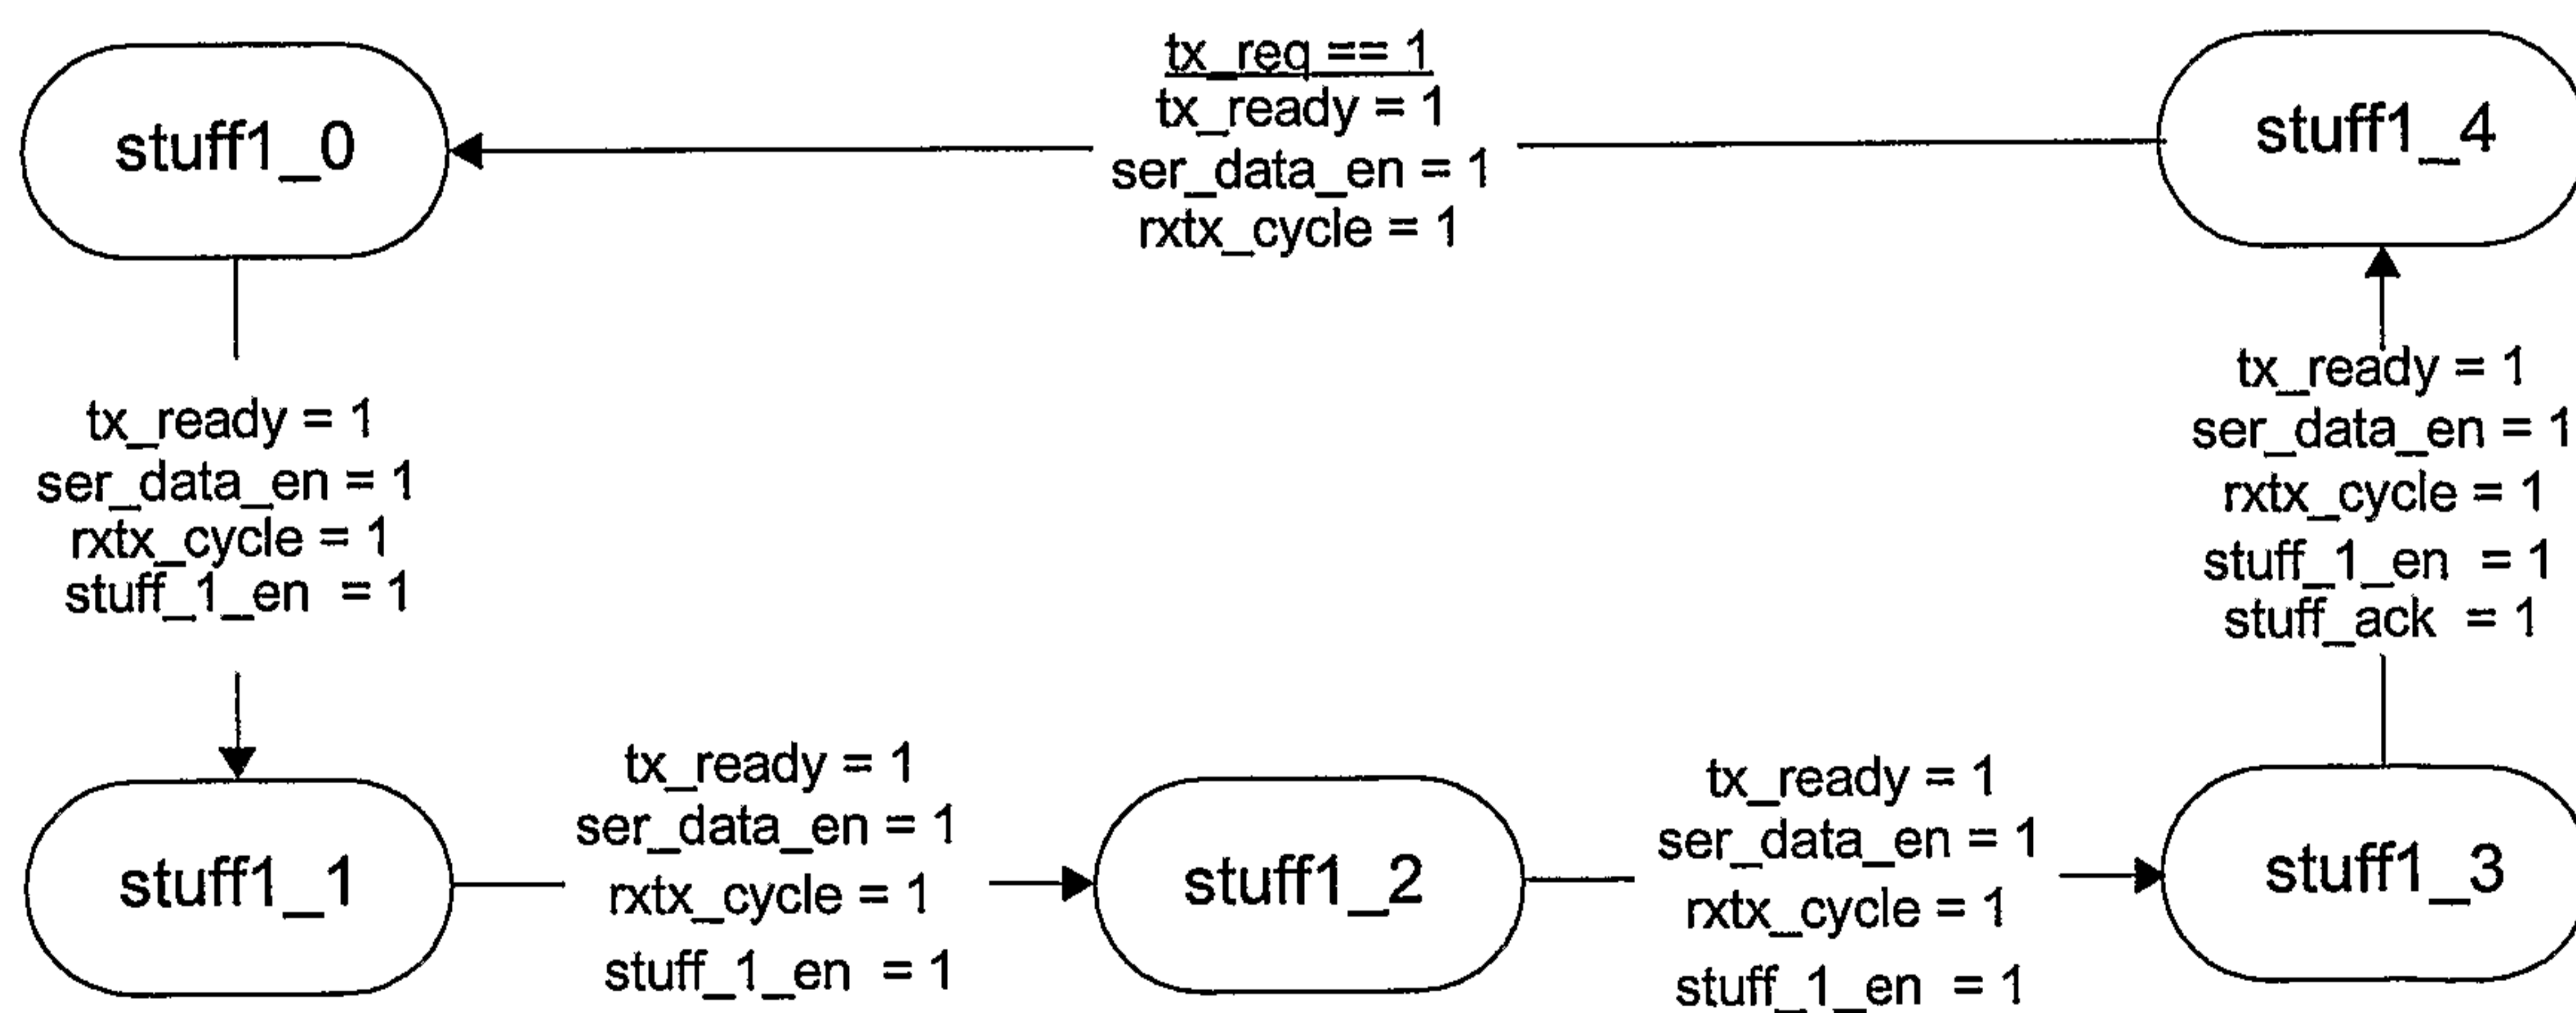 stuff1_0
tx_req == 1
tx_ready = 1
ser_data_en = 1
rxtx_cycle = 1
stuff1_4
tx_ready = 1
ser_data_en = 1
rxtx_cycle = 1
stuff_1_en = 1
tx_ready = 1
ser_data_en = 1
rxtx_cycle = 1
stuff_1_en = 1
stuff_ack = 1
stuff1_1
tx_ready = 1
ser_data_en = 1
rxtx_cycle = 1
stuff_1_en = 1
stuff1_2
tx_ready = 1
ser_data_en = 1
rxtx_cycle = 1
stuff_1_en = 1
stuff1_3